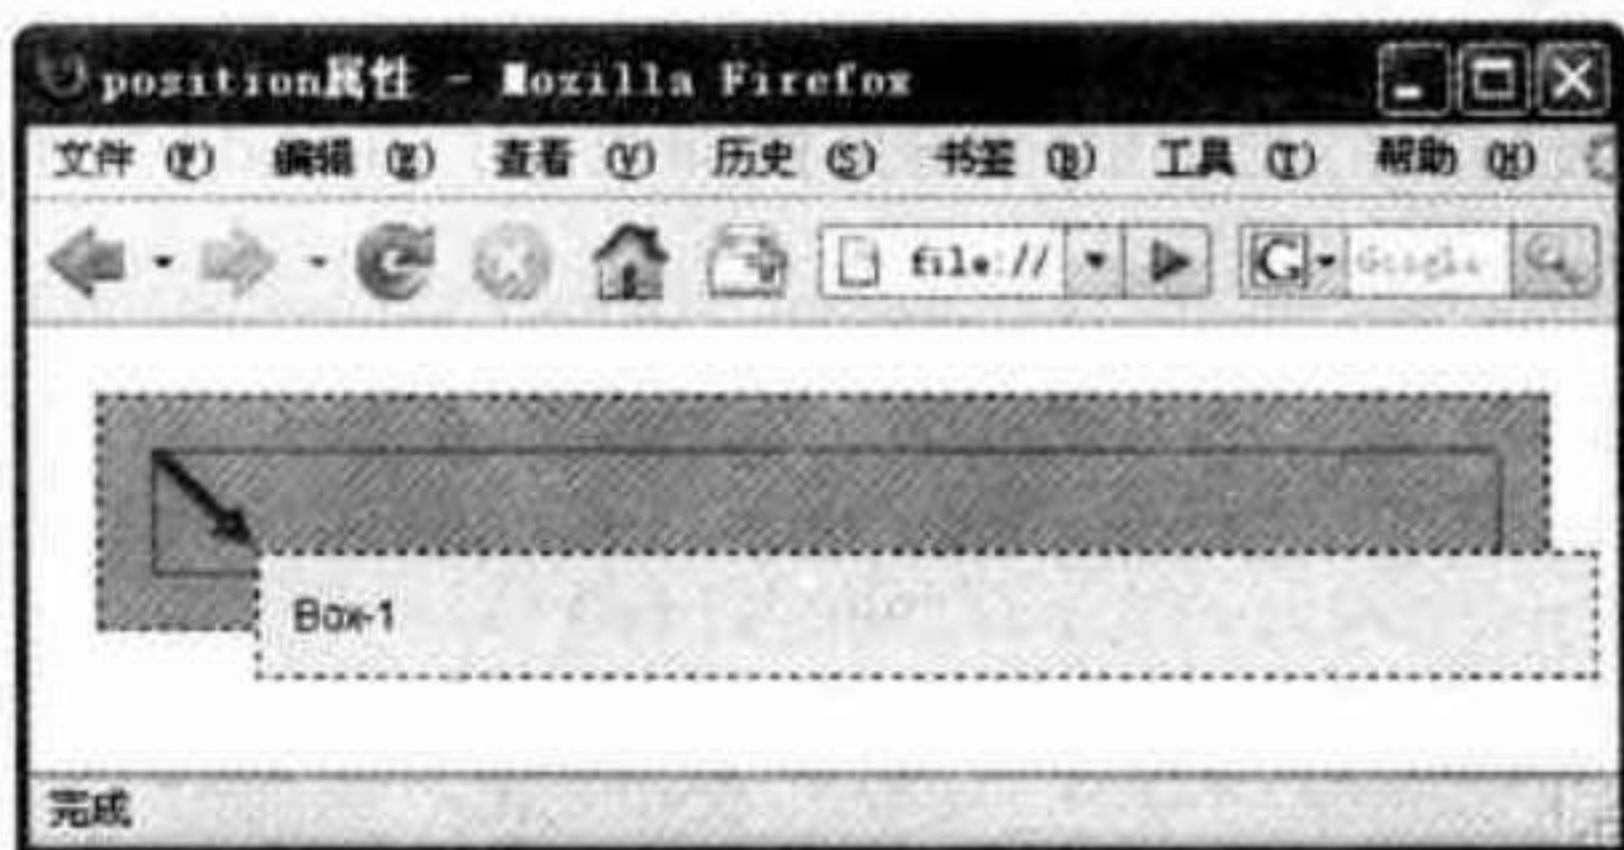 position属性 - Mozilla Firefox
文件 (F) 编辑 (E) 查看 (V) 历史 (S) 书签 (B) 工具 (T) 帮助 (H)
file:// G Google
Box-1
完成